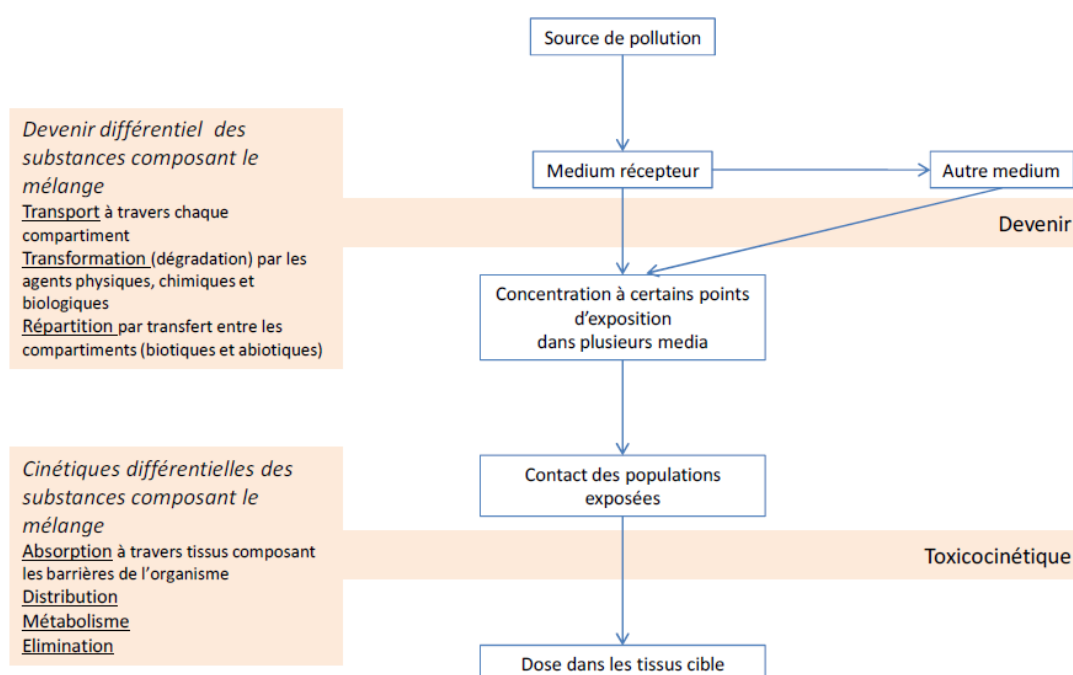 Source de pollution
Devenir différentiel des
substances composant le
mélange
Transport à travers chaque
compartiment
Transformation (dégradation) par les
agents physiques, chimiques et
biologiques
Répartition par transfert entre les
compartiments (biotiques et abiotiques)
Medium récepteur
Autre medium
Devenir
Concentration à certains points
d’exposition
dans plusieurs media
Cinétiques différentielles des
substances composant le
mélange
Absorption à travers tissus composant
les barrières de l’organisme
Distribution
Métabolisme
Elimination
Contact des populations
exposées
Toxicocinétique
Dose dans les tissus cible